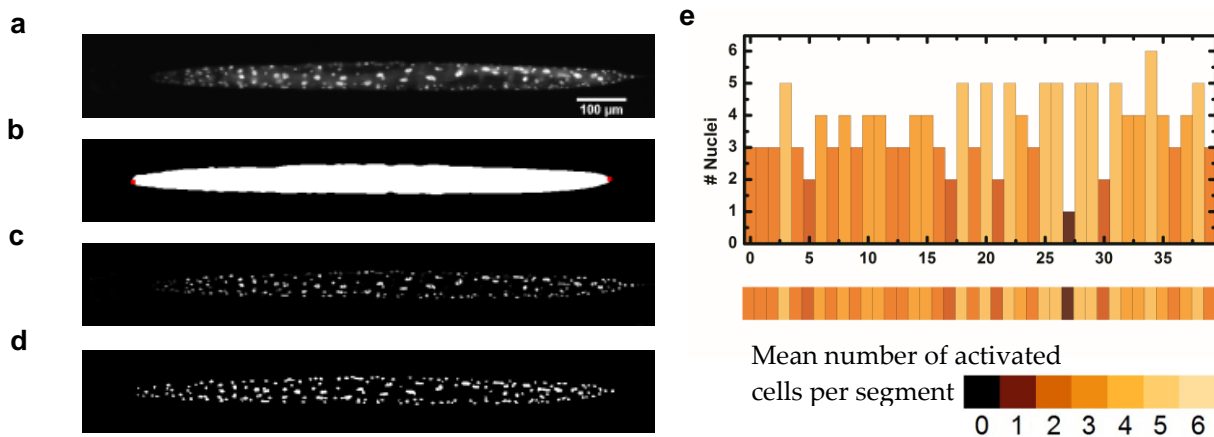 a
100 μm
b
c
d
e
# Nuclei
6
5
4
3
2
1
0
0 5 10 15 20 25 30 35
Mean number of activated
cells per segment
0 1 2 3 4 5 6